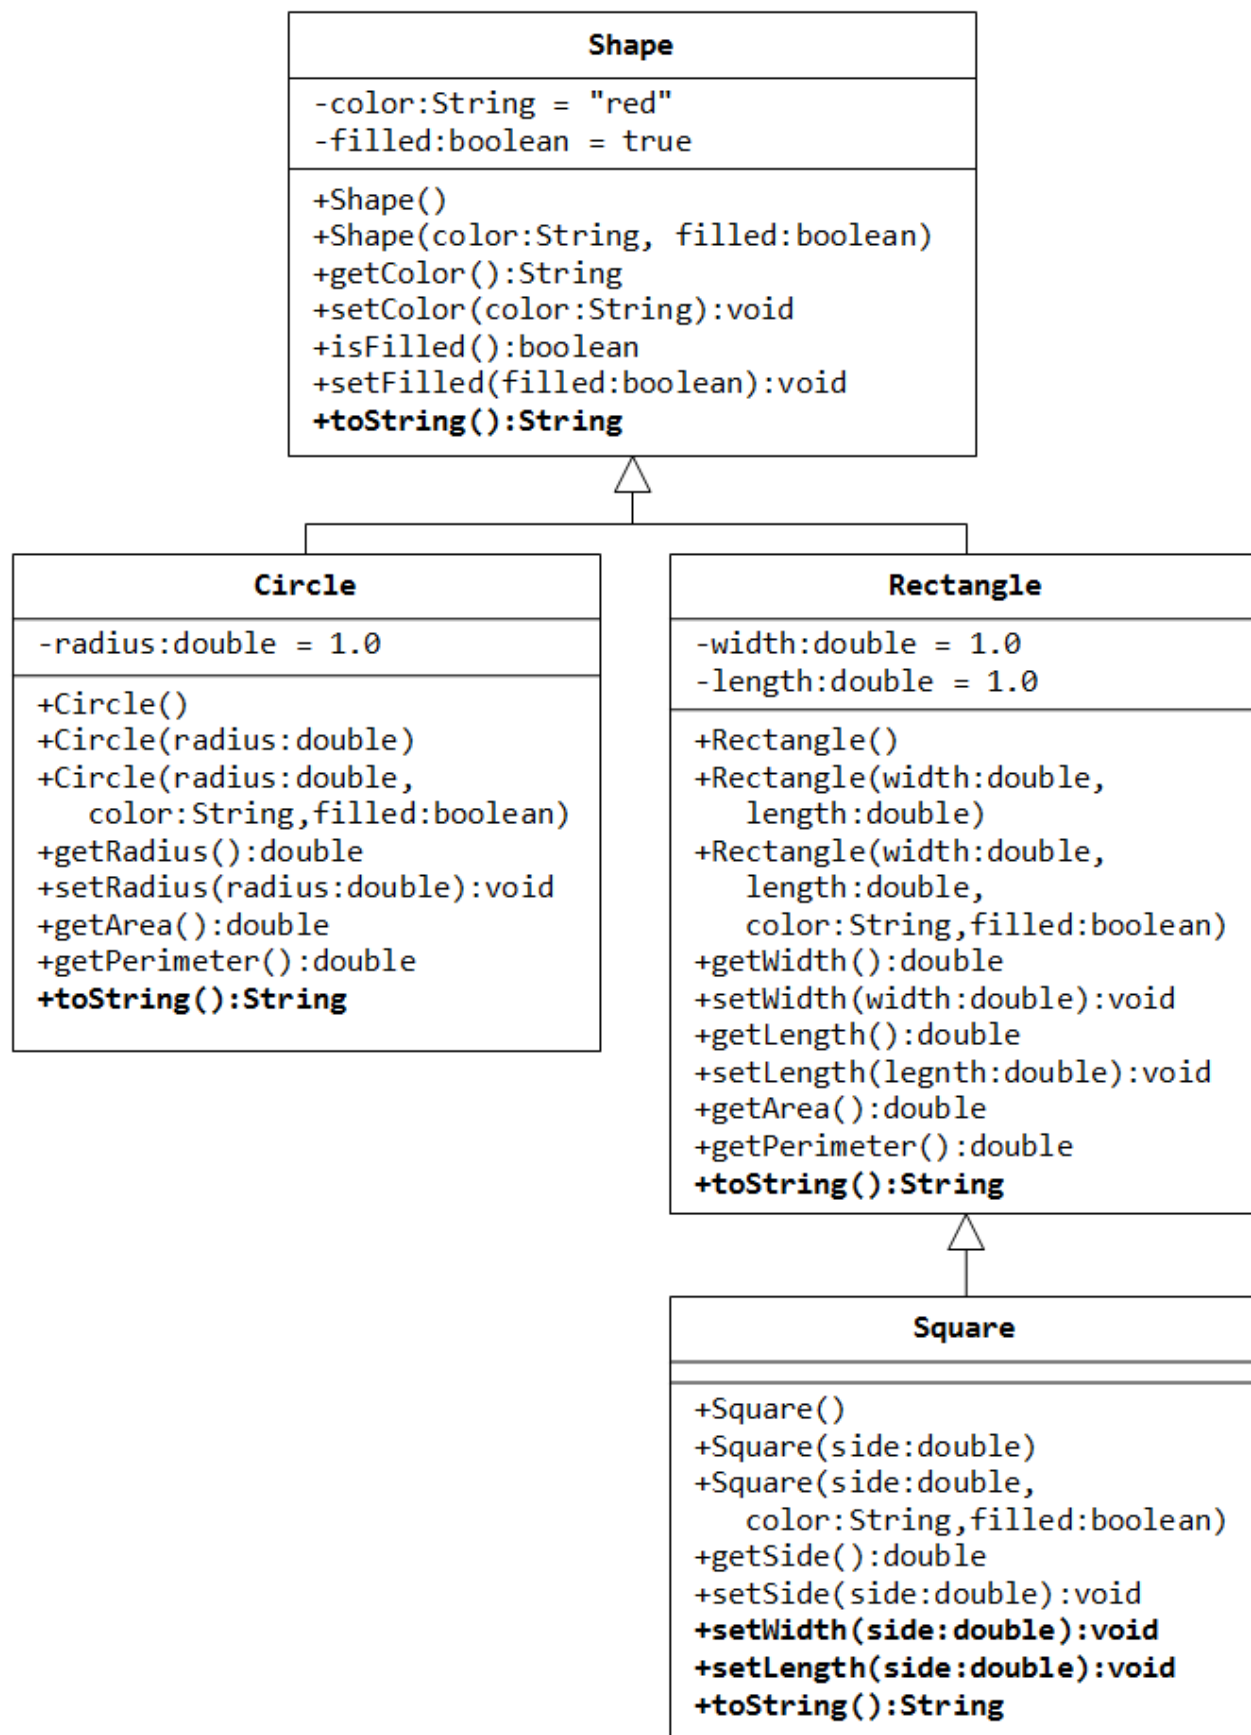 Shape
-color:String = "red"
-filled:boolean = true
+Shape()
+Shape(color:String, filled:boolean)
+getColor():String
+setColor(color:String):void
+isFilled():boolean
+setFilled(filled:boolean):void
+toString():String
Circle
-radius:double = 1.0
+Circle()
+Circle(radius:double)
+Circle(radius:double,
color:String,filled:boolean)
+getRadius():double
+setRadius(radius:double):void
+getArea():double
+getPerimeter():double
+toString():String
Rectangle
-width:double = 1.0
-length:double = 1.0
+Rectangle()
+Rectangle(width:double,
length:double)
+Rectangle(width:double,
length:double,
color:String,filled:boolean)
+getWidth():double
+setWidth(width:double):void
+getLength():double
+setLength(legnth:double):void
+getArea():double
+getPerimeter():double
+toString():String
Square
+Square()
+Square(side:double)
+Square(side:double,
color:String,filled:boolean)
+getSide():double
+setSide(side:double):void
+setWidth(side:double):void
+setLength(side:double):void
+toString():String